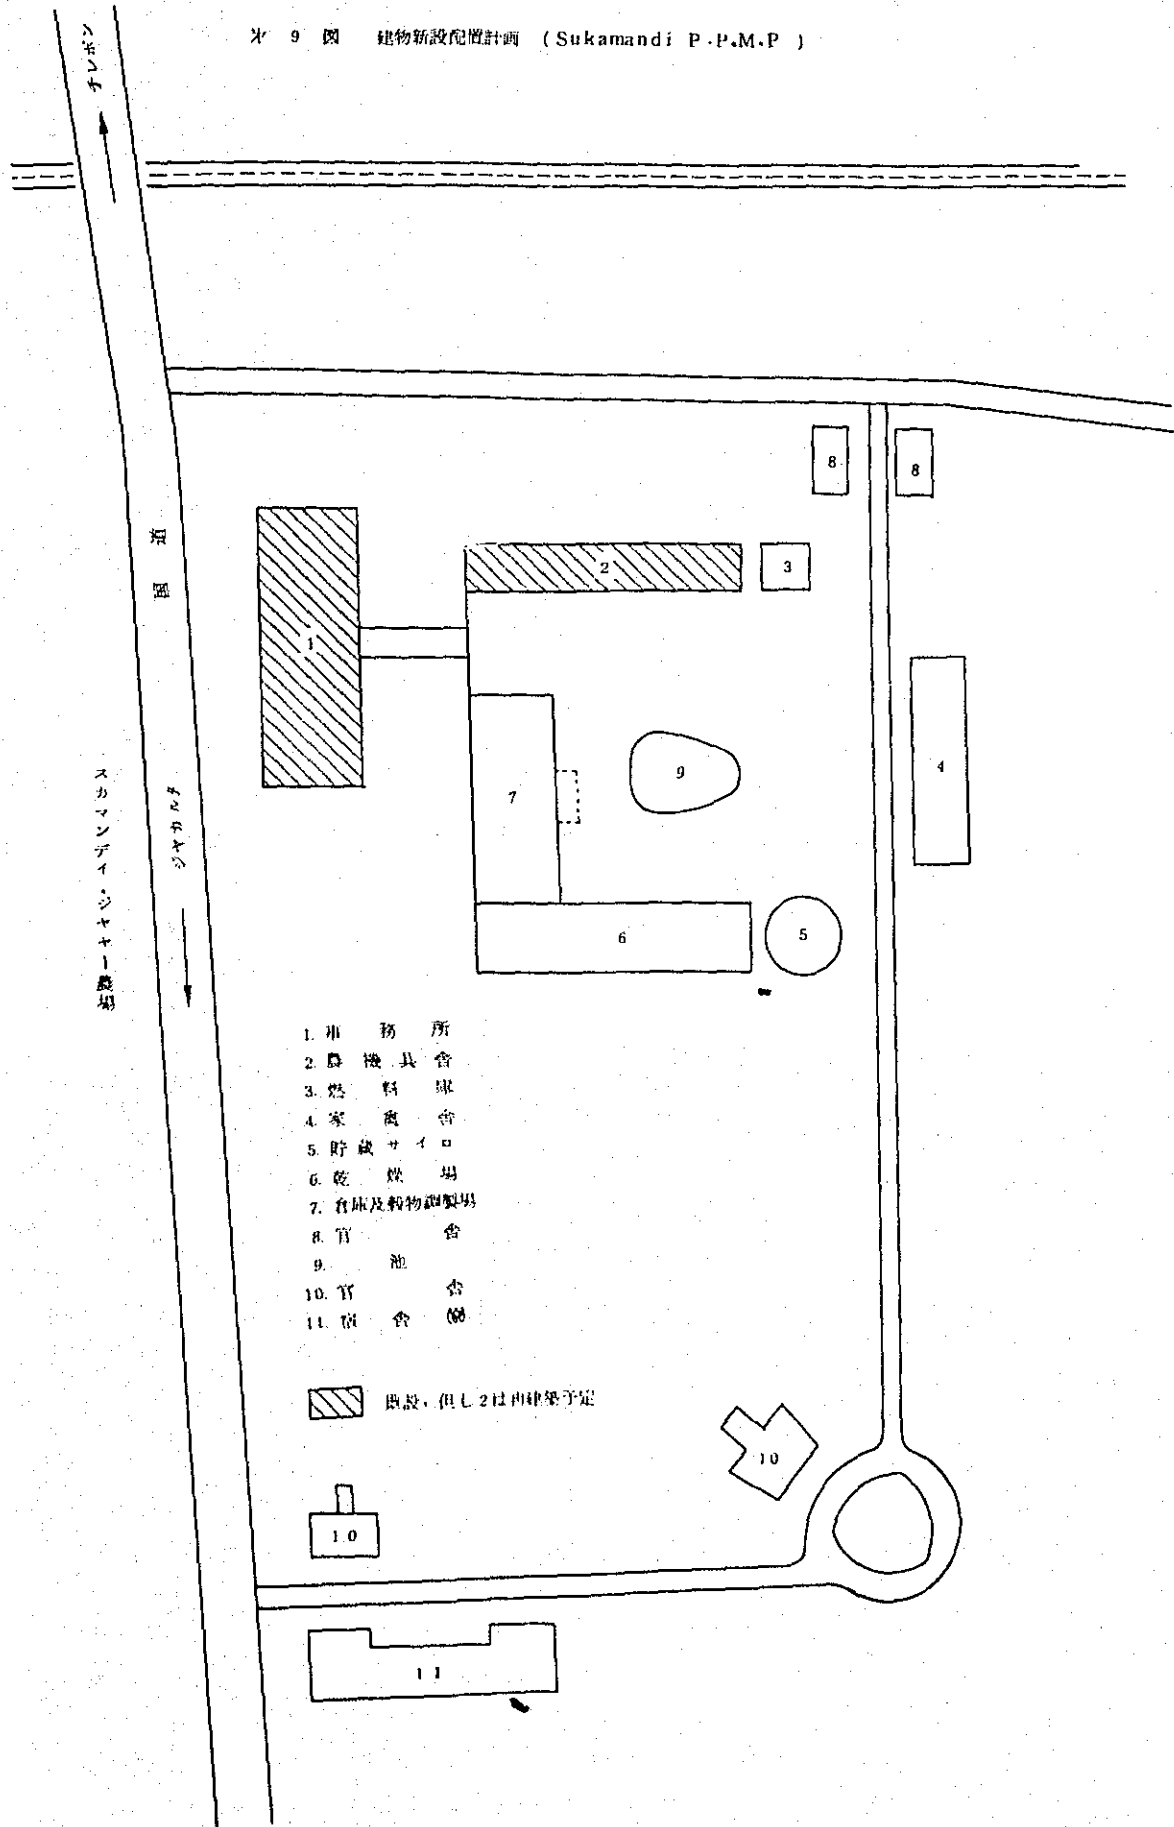 第 9 図 建物新設配置計画 (Sukamandi P.P.M.P)
チレボン
国道
ジャカルタ
スカマンディ・ジャヤー農場
8
8
2
3
1
4
9
7
6
5
1. 事務所
2. 農機具舎
3. 燃料庫
4. 家畜舎
5. 貯蔵サイロ
6. 乾燥場
7. 倉庫及穀物調製場
8. 官舎
9. 池
10. 官舎
11. 宿舎
既設、但し2は再建築予定
10
10
11